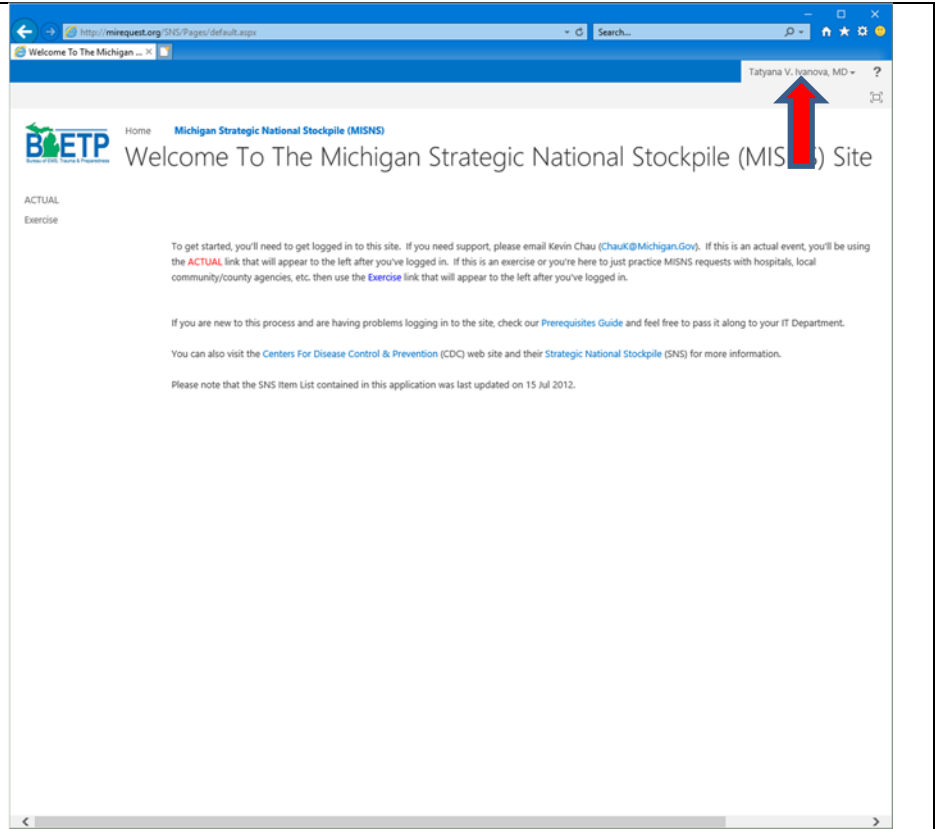 http://mirequest.org/SNS/Pages/default.aspx
Search...
Welcome To The Michigan ...
Tatyana V. Ivanova, MD
?
BETP
Bureau of EMS, Trauma & Preparedness
Home Michigan Strategic National Stockpile (MISNS)
Welcome To The Michigan Strategic National Stockpile (MIS ) Site
ACTUAL
Exercise
To get started, you'll need to get logged in to this site. If you need support, please email Kevin Chau (ChauK@Michigan.Gov). If this is an actual event, you'll be using
the ACTUAL link that will appear to the left after you've logged in. If this is an exercise or you're here to just practice MISNS requests with hospitals, local
community/county agencies, etc. then use the Exercise link that will appear to the left after you've logged in.
If you are new to this process and are having problems logging in to the site, check our Prerequisites Guide and feel free to pass it along to your IT Department.
You can also visit the Centers For Disease Control & Prevention (CDC) web site and their Strategic National Stockpile (SNS) for more information.
Please note that the SNS Item List contained in this application was last updated on 15 Jul 2012.